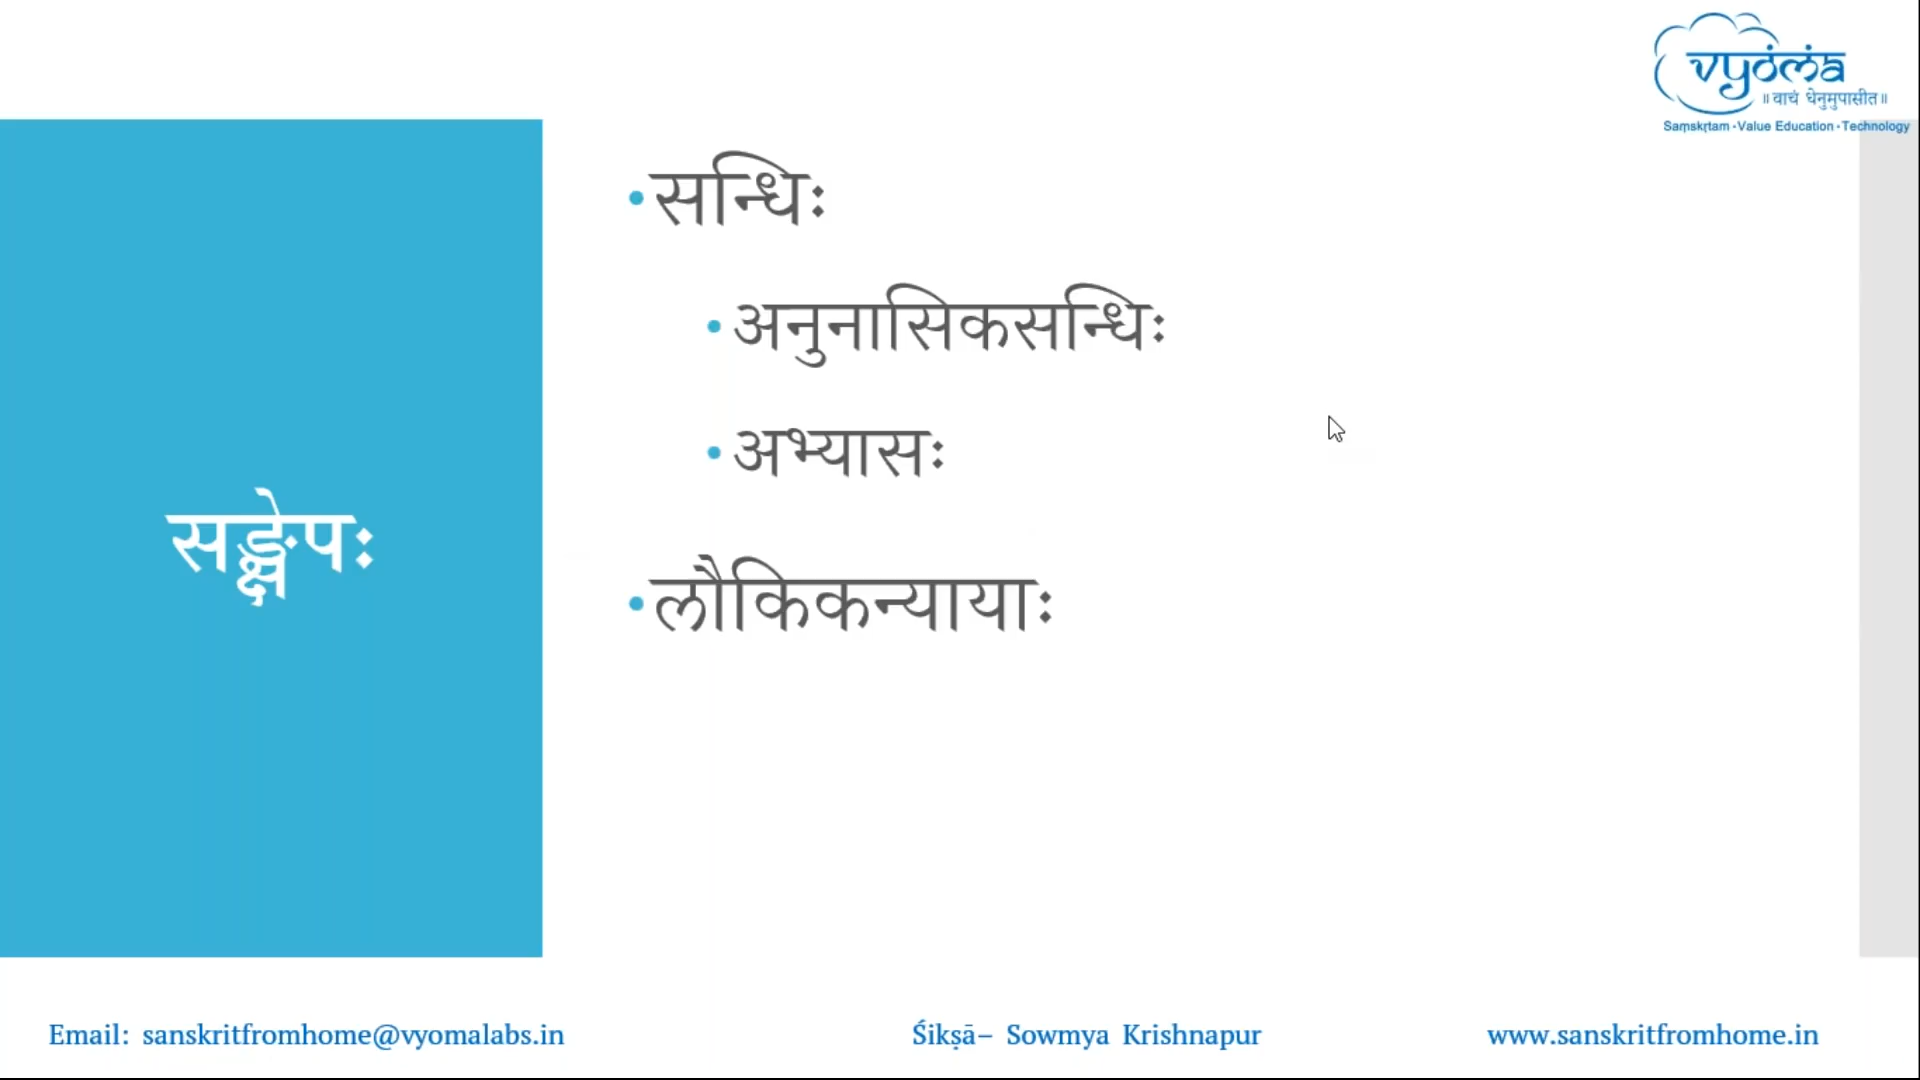 vyoma
॥ वाचं धेनुमुपासीत॥
Saṃskṛtam - Value Education - Technology
•सन्धिः
•अनुनासिकसन्धिः
•अभ्यासः
सङ्क्षेपः
•लौकिकन्यायाः
Email: sanskritfromhome@vyomalabs.in
Śikṣā– Sowmya Krishnapur
www.sanskritfromhome.in